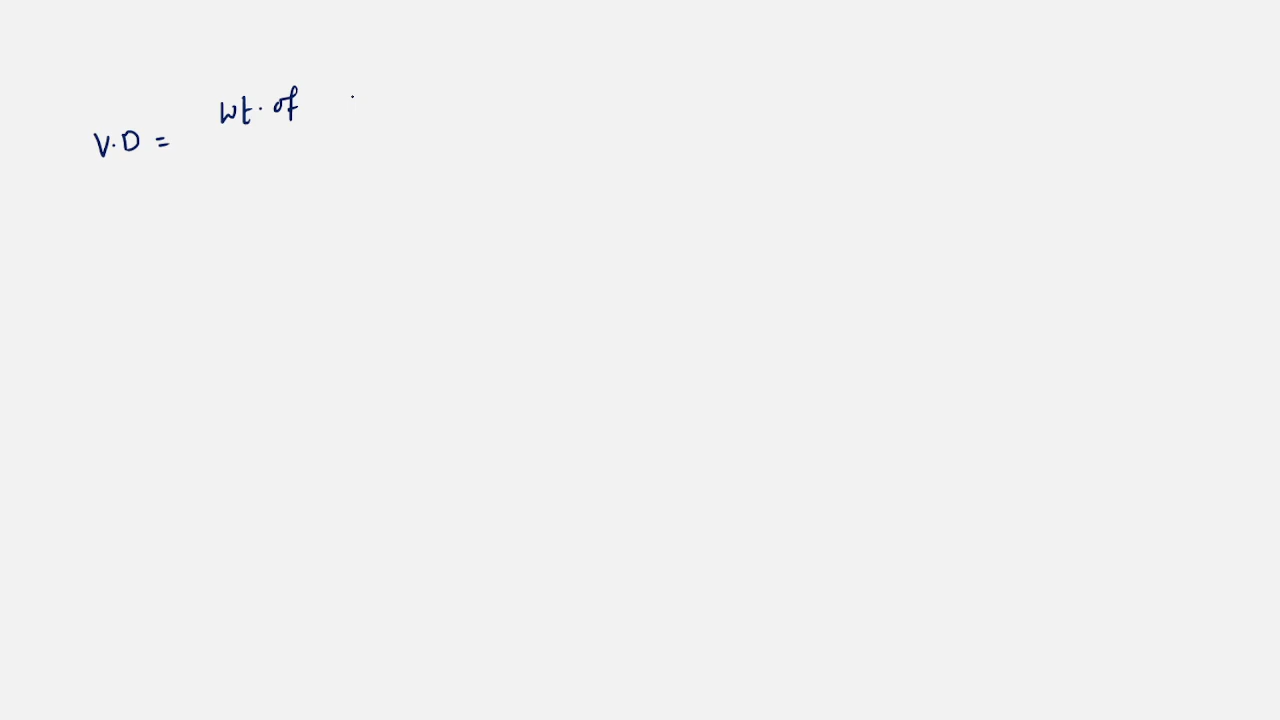 wt. of
V.D =